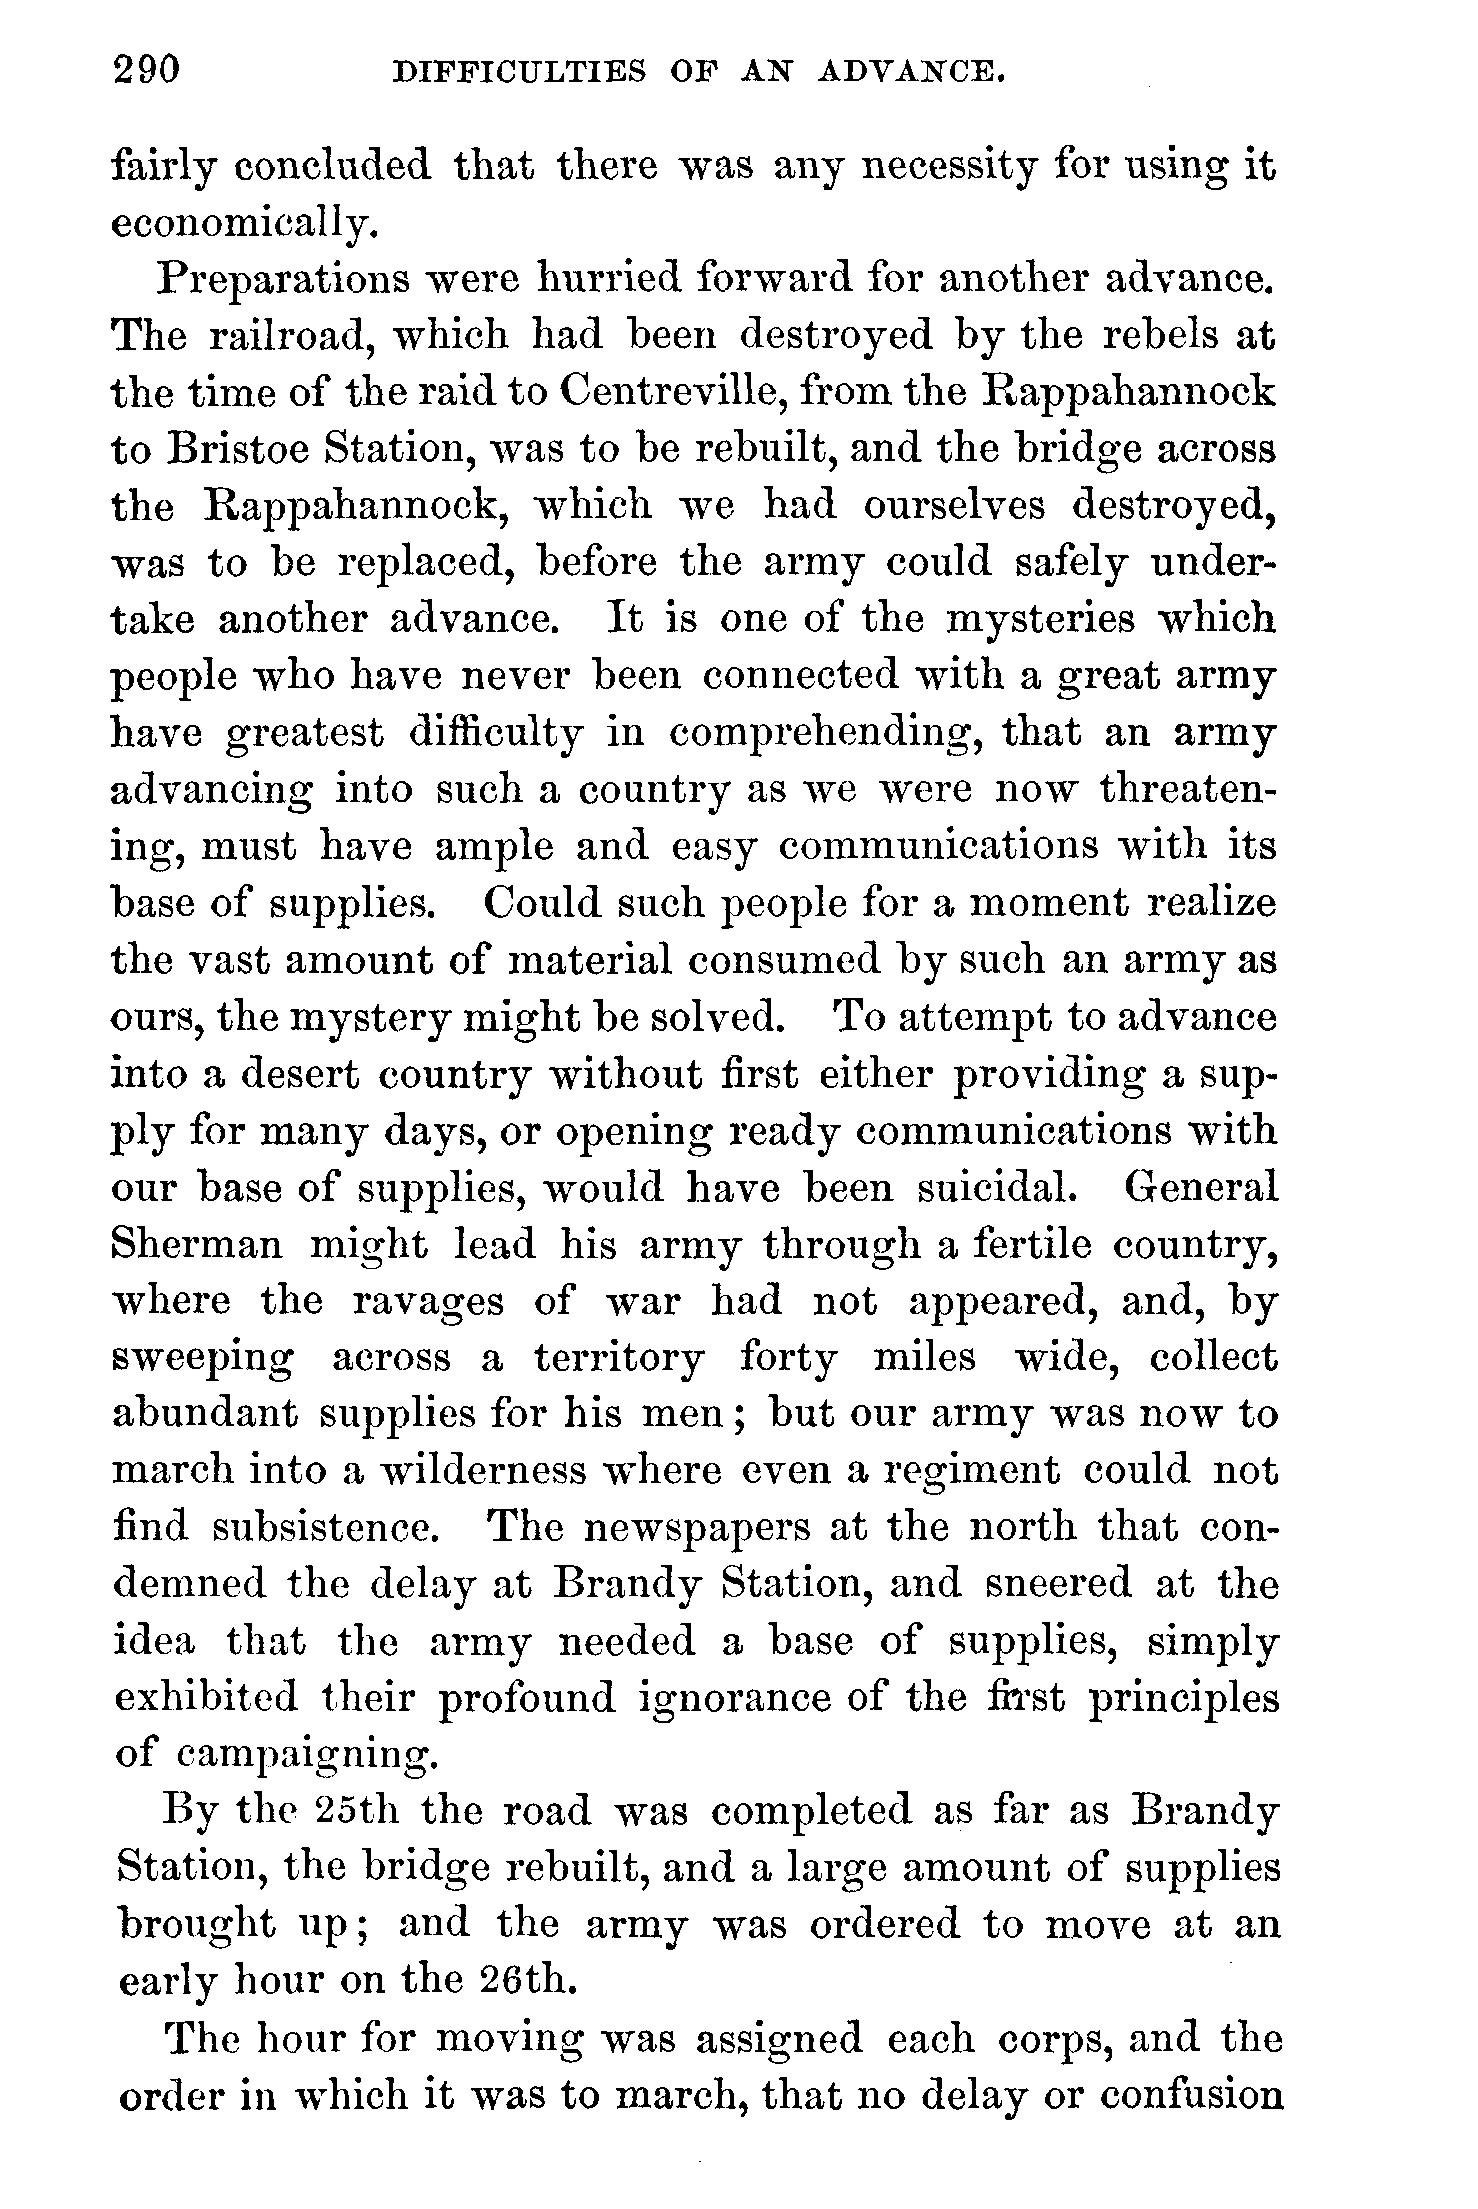 290 DIFFICULTIES OF AN ADVANCE.
fairly concluded that there was any necessity for using it
economically.
Preparations were hurried forward for another advance.
The railroad, which had been destroyed by the rebels at
the time of the raid to Centreville, from the Rappahannock
to Bristoe Station, was to be rebuilt, and the bridge across
the Rappahannock, which we had ourselves destroyed,
was to be replaced, before the army could safely under-
take another advance. It is one of the mysteries which
people who have never been connected with a great army
have greatest difficulty in comprehending, that an army
advancing into such a country as we were now threaten-
ing, must have ample and easy communications with its
base of supplies. Could such people for a moment realize
the vast amount of material consumed by such an army as
ours, the mystery might be solved. To attempt to advance
into a desert country without first either providing a sup-
ply for many days, or opening ready communications with
our base of supplies, would have been suicidal. General
Sherman might lead his army through a fertile country,
where the ravages of war had not appeared, and, by
sweeping across a territory forty miles wide, collect
abundant supplies for his men; but our army was now to
march into a wilderness where even a regiment could not
find subsistence. The newspapers at the north that con-
demned the delay at Brandy Station, and sneered at the
idea that the army needed a base of supplies, simply
exhibited their profound ignorance of the first principles
of campaigning.
By the 25th the road was completed as far as Brandy
Station, the bridge rebuilt, and a large amount of supplies
brought up; and the army was ordered to move at an
early hour on the 26th.
The hour for moving was assigned each corps, and the
order in which it was to march, that no delay or confusion